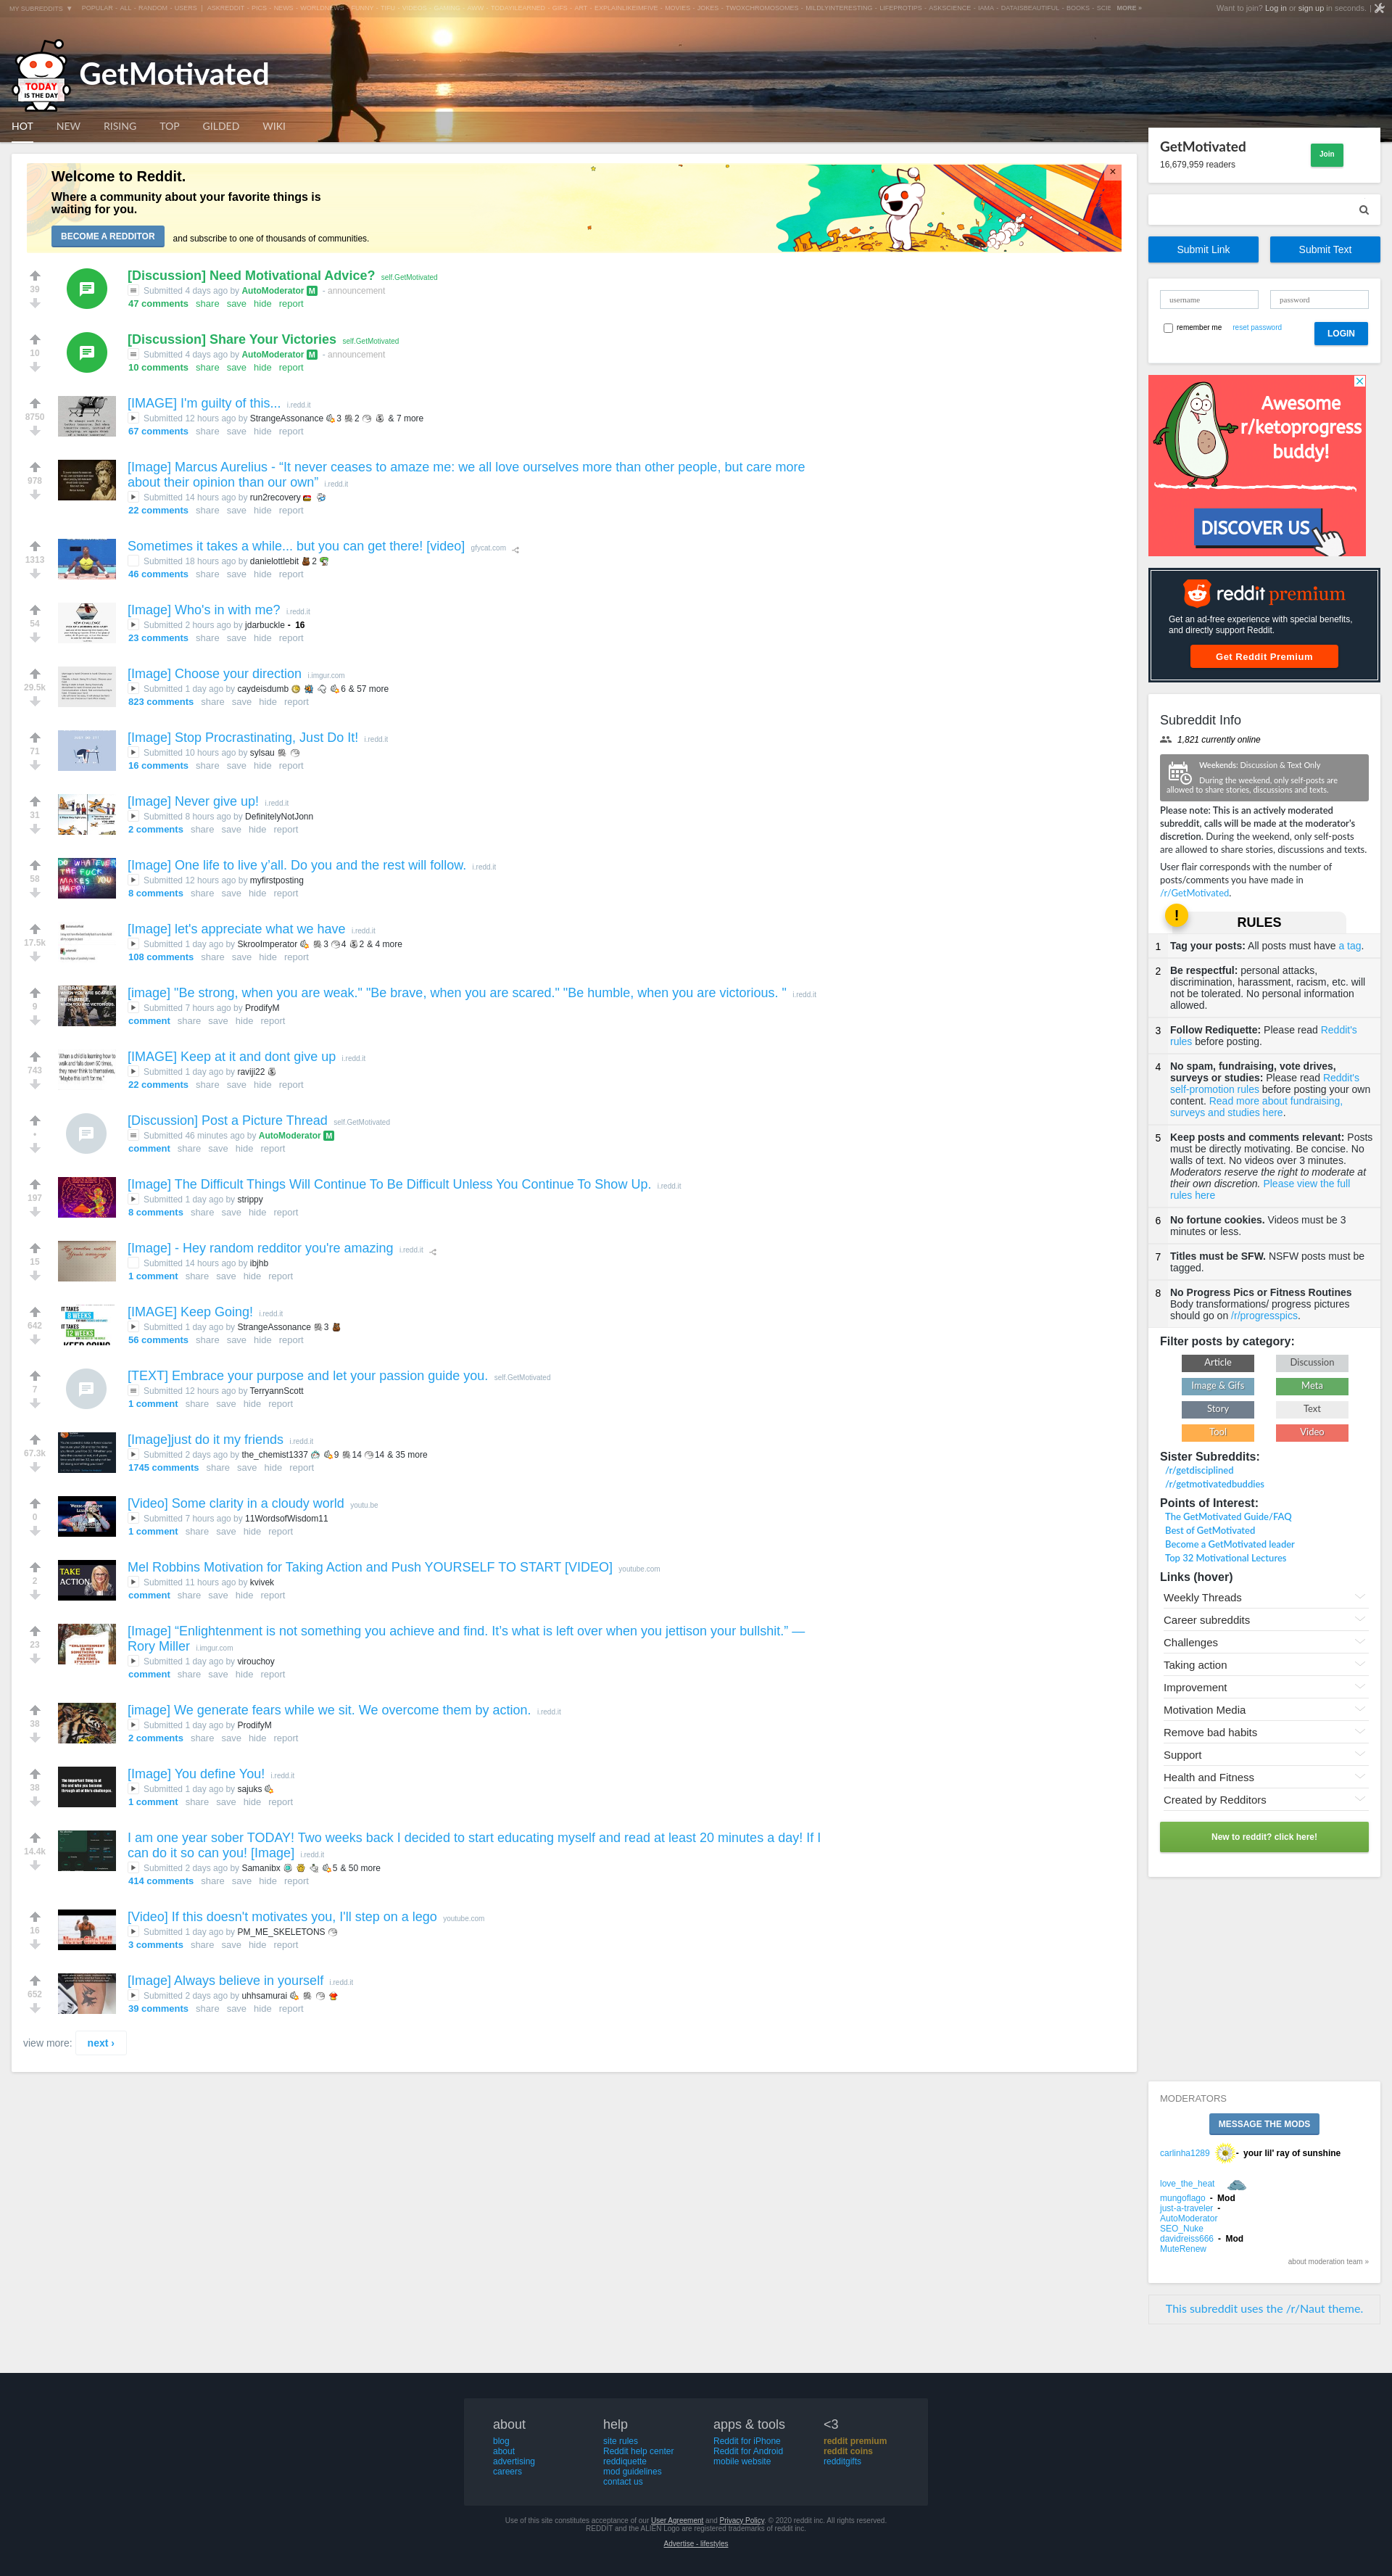 MY SUBREDDITS ▼ POPULAR - ALL - RANDOM - USERS | ASKREDDIT - PICS - NEWS - WORLDNEWS - FUNNY - TIFU - VIDEOS - GAMING - AWW - TODAYILEARNED - GIFS - ART - EXPLAINLIKEIMFIVE - MOVIES - JOKES - TWOXCHROMOSOMES - MILDLYINTERESTING - LIFEPROTIPS - ASKSCIENCE - IAMA - DATAISBEAUTIFUL - BOOKS - SCIE MORE »
Want to join? Log in or sign up in seconds. |
TODAY
IS THE DAY
GetMotivated
HOT NEW RISING TOP GILDED WIKI
Welcome to Reddit.
Where a community about your favorite things is
waiting for you.
BECOME A REDDITOR and subscribe to one of thousands of communities.
×
39
[Discussion] Need Motivational Advice? self.GetMotivated
Submitted 4 days ago by AutoModerator M - announcement
47 comments share save hide report
10
[Discussion] Share Your Victories self.GetMotivated
Submitted 4 days ago by AutoModerator M - announcement
10 comments share save hide report
8750
[IMAGE] I'm guilty of this... i.redd.it
Submitted 12 hours ago by StrangeAssonance 3 2 & 7 more
67 comments share save hide report
978
[Image] Marcus Aurelius - “It never ceases to amaze me: we all love ourselves more than other people, but care more
about their opinion than our own” i.redd.it
Submitted 14 hours ago by run2recovery
22 comments share save hide report
1313
Sometimes it takes a while... but you can get there! [video] gfycat.com
Submitted 18 hours ago by danielottlebit 2
46 comments share save hide report
54
[Image] Who's in with me? i.redd.it
Submitted 2 hours ago by jdarbuckle - 16
23 comments share save hide report
29.5k
[Image] Choose your direction i.imgur.com
Submitted 1 day ago by caydeisdumb 6 & 57 more
823 comments share save hide report
71
[Image] Stop Procrastinating, Just Do It! i.redd.it
Submitted 10 hours ago by sylsau
16 comments share save hide report
31
[Image] Never give up! i.redd.it
Submitted 8 hours ago by DefinitelyNotJonn
2 comments share save hide report
58
DO WHATEVER
THE FUCK
MAKES YOU
HAPPY
[Image] One life to live y'all. Do you and the rest will follow. i.redd.it
Submitted 12 hours ago by myfirstposting
8 comments share save hide report
17.5k
[Image] let's appreciate what we have i.redd.it
Submitted 1 day ago by SkrooImperator 3 4 2 & 4 more
108 comments share save hide report
9
[image] "Be strong, when you are weak." "Be brave, when you are scared." "Be humble, when you are victorious. " i.redd.it
Submitted 7 hours ago by ProdifyM
comment share save hide report
743
When a child is learning how to
walk and falls down 50 times,
they never think to themselves,
"Maybe this isn't for me."
[IMAGE] Keep at it and dont give up i.redd.it
Submitted 1 day ago by raviji22
22 comments share save hide report
•
[Discussion] Post a Picture Thread self.GetMotivated
Submitted 46 minutes ago by AutoModerator M
comment share save hide report
197
[Image] The Difficult Things Will Continue To Be Difficult Unless You Continue To Show Up. i.redd.it
Submitted 1 day ago by strippy
8 comments share save hide report
15
[Image] - Hey random redditor you're amazing i.redd.it
Submitted 14 hours ago by ibjhb
1 comment share save hide report
642
IT TAKES
IT TAKES
12 WEEKS
KEEP GOING
[IMAGE] Keep Going! i.redd.it
Submitted 1 day ago by StrangeAssonance 3
56 comments share save hide report
7
[TEXT] Embrace your purpose and let your passion guide you. self.GetMotivated
Submitted 12 hours ago by TerryannScott
1 comment share save hide report
67.3k
[Image]just do it my friends i.redd.it
Submitted 2 days ago by the_chemist1337 9 14 14 & 35 more
1745 comments share save hide report
0
[Video] Some clarity in a cloudy world youtu.be
Submitted 7 hours ago by 11WordsofWisdom11
1 comment share save hide report
2
TAKE
ACTION
Mel Robbins Motivation for Taking Action and Push YOURSELF TO START [VIDEO] youtube.com
Submitted 11 hours ago by kvivek
comment share save hide report
23
[Image] “Enlightenment is not something you achieve and find. It's what is left over when you jettison your bullshit.” —
Rory Miller i.imgur.com
Submitted 1 day ago by virouchoy
comment share save hide report
38
[image] We generate fears while we sit. We overcome them by action. i.redd.it
Submitted 1 day ago by ProdifyM
2 comments share save hide report
38
[Image] You define You! i.redd.it
Submitted 1 day ago by sajuks
1 comment share save hide report
14.4k
I am one year sober TODAY! Two weeks back I decided to start educating myself and read at least 20 minutes a day! If I
can do it so can you! [Image] i.redd.it
Submitted 2 days ago by Samanibx 5 & 50 more
414 comments share save hide report
16
[Video] If this doesn't motivates you, I'll step on a lego youtube.com
Submitted 1 day ago by PM_ME_SKELETONS
3 comments share save hide report
652
[Image] Always believe in yourself i.redd.it
Submitted 2 days ago by uhhsamurai
39 comments share save hide report
view more: next ›
GetMotivated
16,679,959 readers
Join
Submit Link Submit Text
username password
remember me reset password LOGIN
Awesome
r/ketoprogress
buddy!
DISCOVER US
reddit premium
Get an ad-free experience with special benefits,
and directly support Reddit.
Get Reddit Premium
Subreddit Info
1,821 currently online
Weekends: Discussion & Text Only
During the weekend, only self-posts are
allowed to share stories, discussions and texts.
Please note: This is an actively moderated
subreddit, calls will be made at the moderator's
discretion. During the weekend, only self-posts
are allowed to share stories, discussions and texts.
User flair corresponds with the number of
posts/comments you have made in
/r/GetMotivated.
! RULES
1 Tag your posts: All posts must have a tag.
2 Be respectful: personal attacks,
discrimination, harassment, racism, etc. will
not be tolerated. No personal information
allowed.
3 Follow Rediquette: Please read Reddit's
rules before posting.
4 No spam, fundraising, vote drives,
surveys or studies: Please read Reddit's
self-promotion rules before posting your own
content. Read more about fundraising,
surveys and studies here.
5 Keep posts and comments relevant: Posts
must be directly motivating. Be concise. No
walls of text. No videos over 3 minutes.
Moderators reserve the right to moderate at
their own discretion. Please view the full
rules here
6 No fortune cookies. Videos must be 3
minutes or less.
7 Titles must be SFW. NSFW posts must be
tagged.
8 No Progress Pics or Fitness Routines
Body transformations/ progress pictures
should go on /r/progresspics.
Filter posts by category:
Article Discussion
Image & Gifs Meta
Story Text
Tool Video
Sister Subreddits:
/r/getdisciplined
/r/getmotivatedbuddies
Points of Interest:
The GetMotivated Guide/FAQ
Best of GetMotivated
Become a GetMotivated leader
Top 32 Motivational Lectures
Links (hover)
Weekly Threads
Career subreddits
Challenges
Taking action
Improvement
Motivation Media
Remove bad habits
Support
Health and Fitness
Created by Redditors
New to reddit? click here!
MODERATORS
MESSAGE THE MODS
carlinha1289 - your lil' ray of sunshine
love_the_heat
mungoflago - Mod
just-a-traveler -
AutoModerator
SEO_Nuke
davidreiss666 - Mod
MuteRenew
about moderation team »
This subreddit uses the /r/Naut theme.
about
blog
about
advertising
careers
help
site rules
Reddit help center
reddiquette
mod guidelines
contact us
apps & tools
Reddit for iPhone
Reddit for Android
mobile website
<3
reddit premium
reddit coins
redditgifts
Use of this site constitutes acceptance of our User Agreement and Privacy Policy. © 2020 reddit inc. All rights reserved.
REDDIT and the ALIEN Logo are registered trademarks of reddit inc.
Advertise - lifestyles